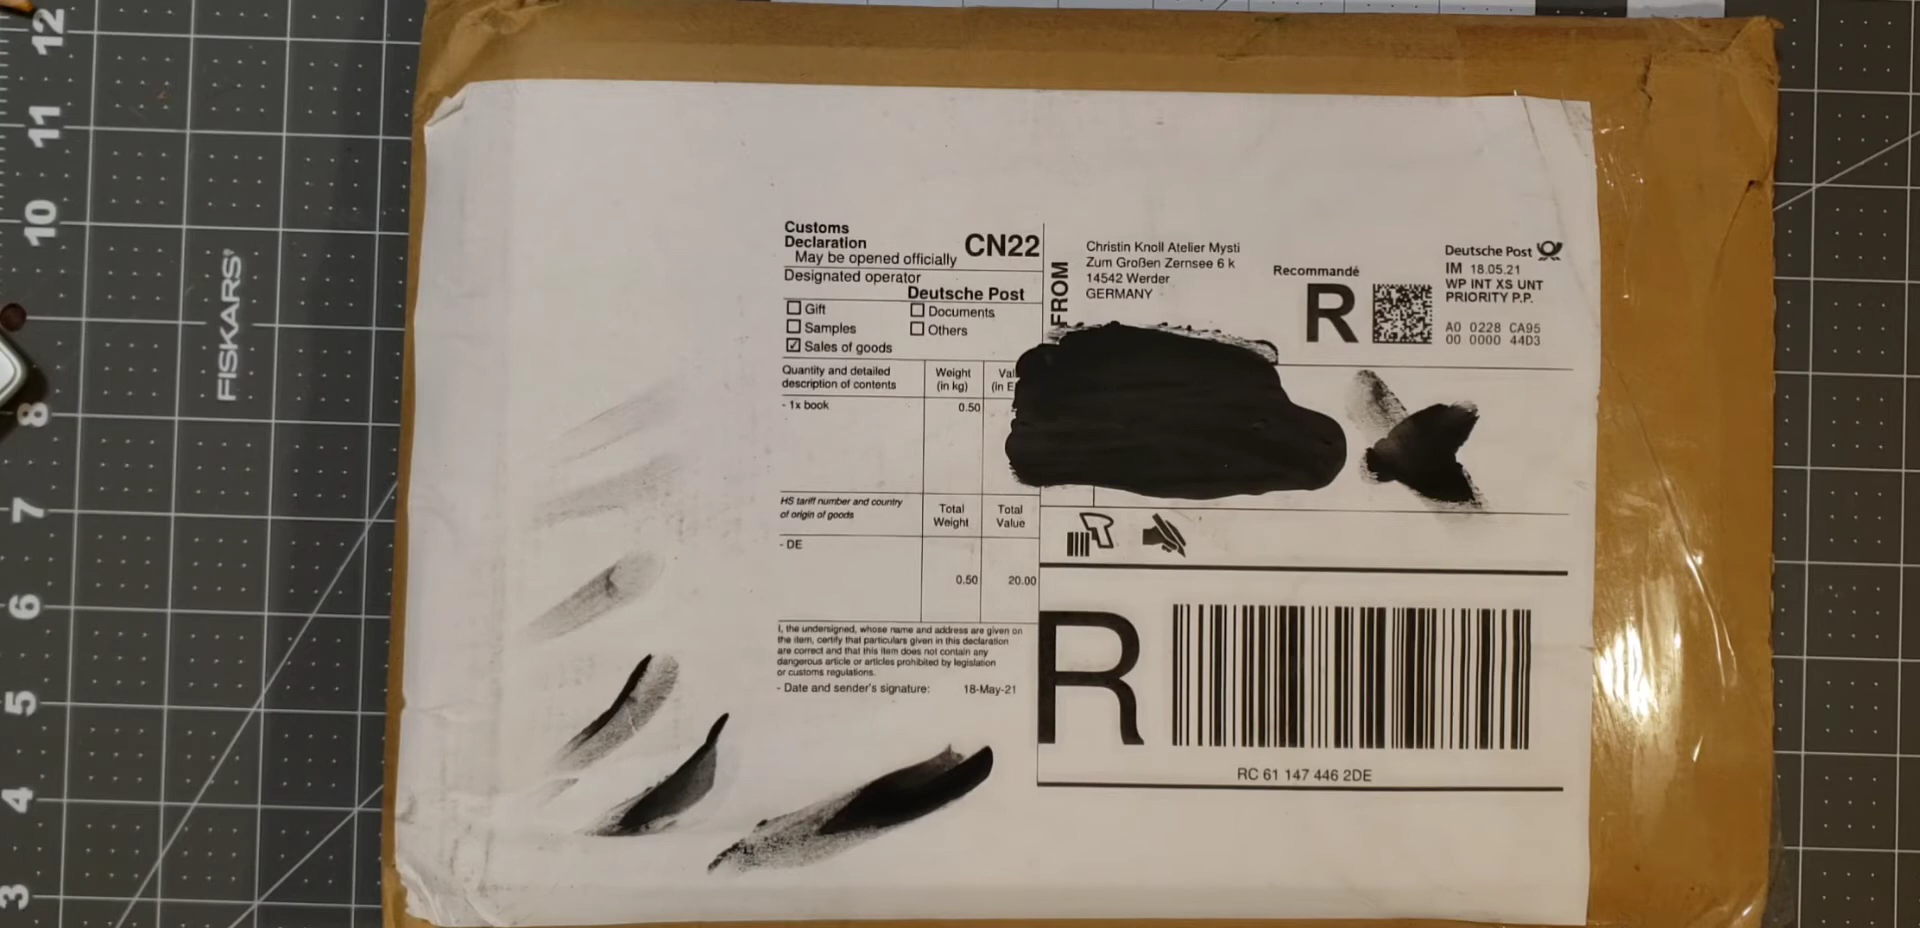 12
11
10
8
7
6
5
4
3
FISKARS®
Customs
Declaration
May be opened officially
CN22
Designated operator
Deutsche Post
Gift
Documents
Samples
Others
Sales of goods
Quantity and detailed
description of contents
Weight
(in kg)
- 1x book
0.50
HS tariff number and country
of origin of goods
Total
Weight
Total
Value
- DE
0.50
20.00
I, the undersigned, whose name and address are given on
the item, certify that particulars given in this declaration
are correct and that this item does not contain any
dangerous article or articles prohibited by legislation
or customs regulations.
- Date and sender's signature: 18-May-21
FROM
Christin Knoll Atelier Mysti
Zum Großen Zernsee 6 k
14542 Werder
GERMANY
Recommandé
R
Deutsche Post
IM 18.05.21
WP INT XS UNT
PRIORITY P.P.
A0 0228 CA95
00 0000 44D3
R
RC 61 147 446 2DE